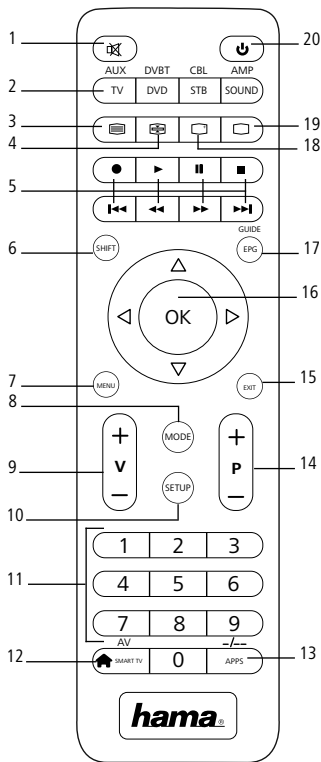 1
20
AUX DVBT CBL AMP
2 TV DVD STB SOUND
3
19
4
18
5
GUIDE
6 SHIFT
EPG 17
16
OK
7 MENU
EXIT 15
8
MODE
+ +
9 V P 14
− −
10 SETUP
1 2 3
11 4 5 6
7 8 9
AV -/--
12 SMART TV 0 APPS 13
hama®